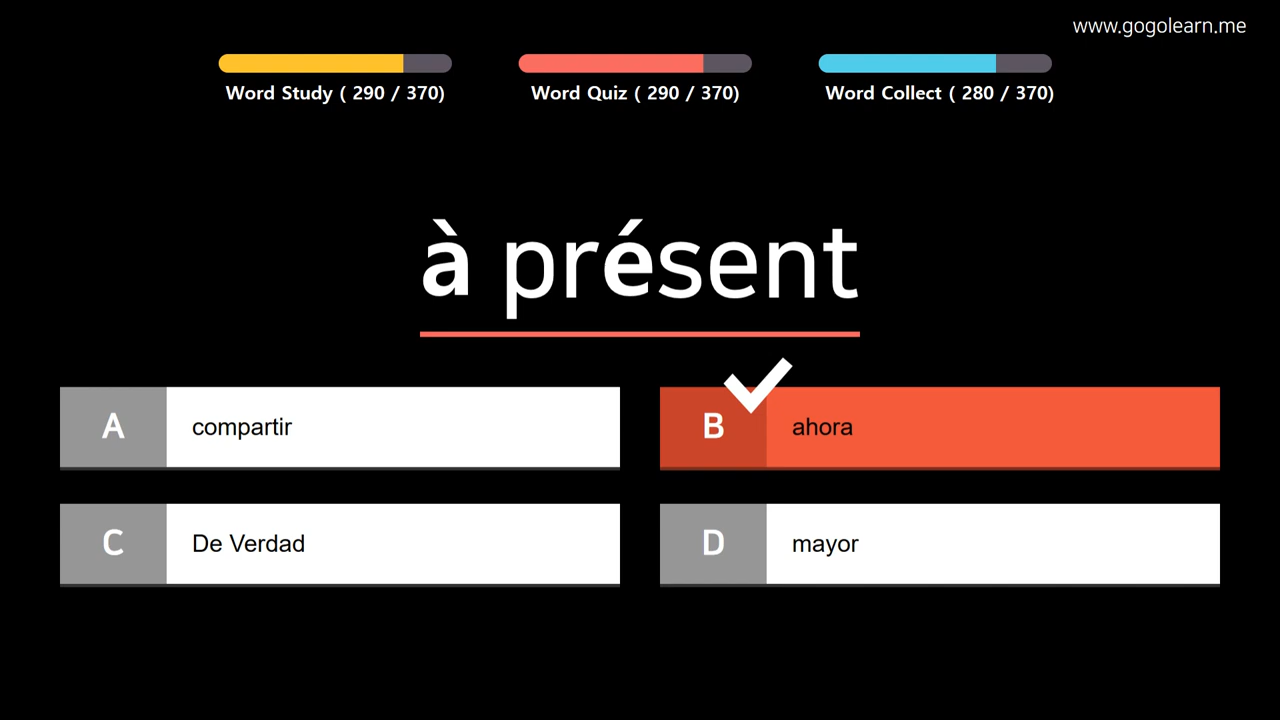 www.gogolearn.me
Word Study ( 290 / 370)
Word Quiz ( 290 / 370)
Word Collect ( 280 / 370)
à présent
A compartir
B ahora
C De Verdad
D mayor